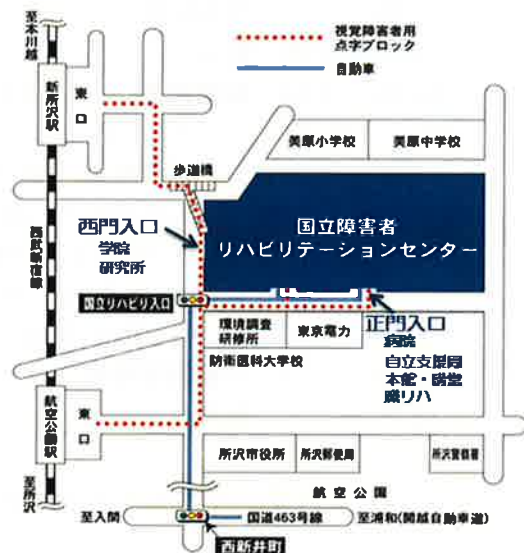 至本川越
視覚障害者用
点字ブロック
自動車
新所沢駅
東口
美原小学校
美原中学校
歩道橋
西武新宿線
西門入口
学院
研究所
国立障害者
リハビリテーションセンター
国立リハビリ入口
環境調査
研修所
東京電力
正門入口
病院
自立支援局
本館・講堂
職リハ
防衛医科大学校
航空公園駅
東口
所沢市役所
所沢郵便局
所沢警察署
至所沢
航空公園
至入間
国道463号線
至浦和(関越自動車道)
西新井町